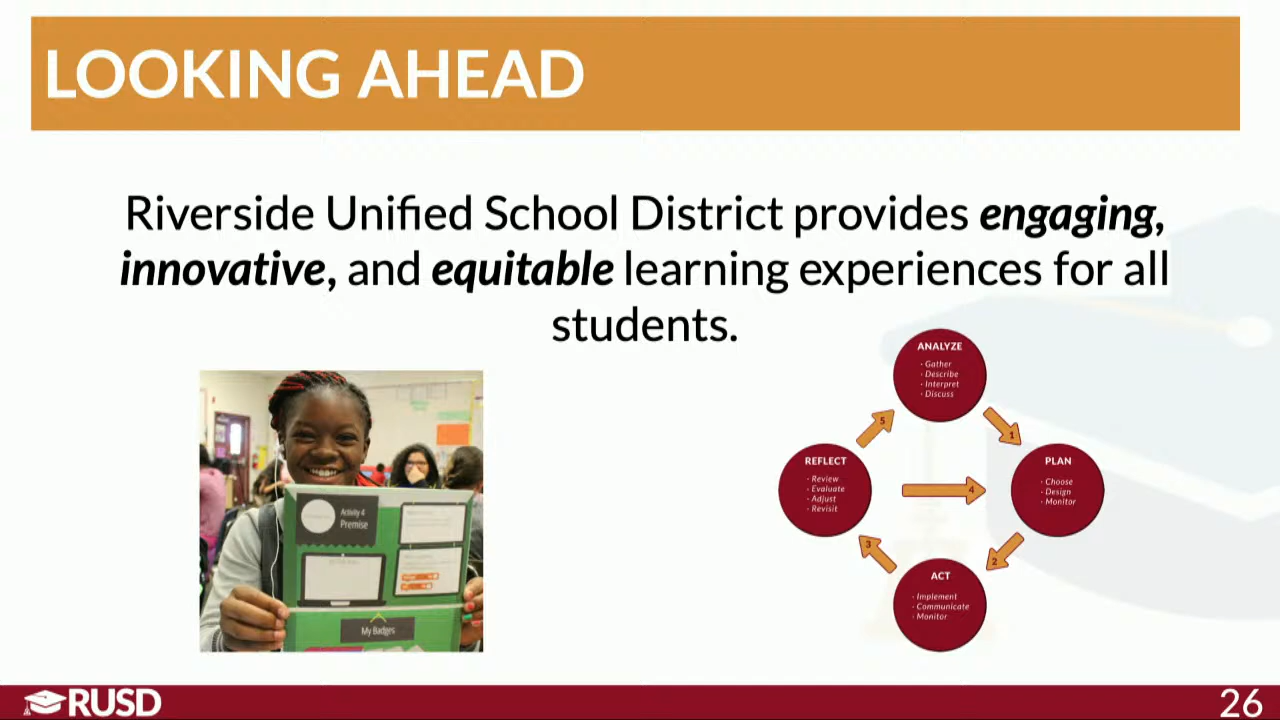 LOOKING AHEAD
Riverside Unified School District provides engaging,
innovative, and equitable learning experiences for all
students.
Activity 4
Premise
My Badges
ANALYZE
· Gather
· Describe
· Interpret
· Discuss
5
1
REFLECT
· Review
· Evaluate
· Adjust
· Revisit
4
PLAN
· Choose
· Design
· Monitor
3
2
ACT
· Implement
· Communicate
· Monitor
RUSD
26